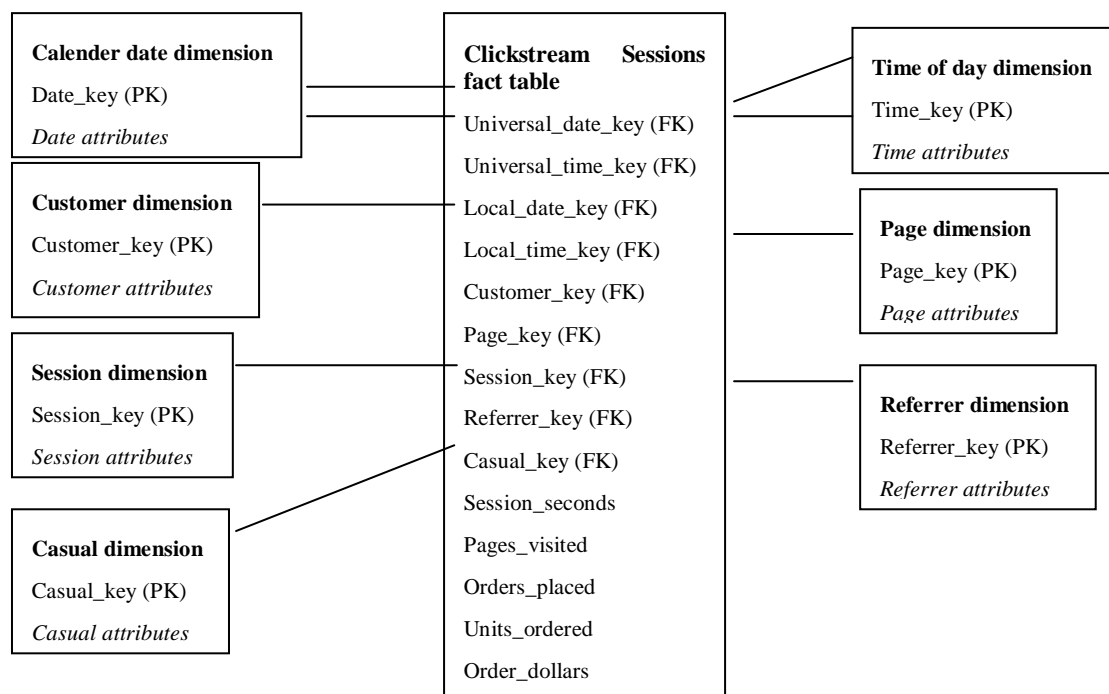 Calender date dimension
Date_key (PK)
Date attributes
Customer dimension
Customer_key (PK)
Customer attributes
Session dimension
Session_key (PK)
Session attributes
Casual dimension
Casual_key (PK)
Casual attributes
Clickstream Sessions
fact table
Universal_date_key (FK)
Universal_time_key (FK)
Local_date_key (FK)
Local_time_key (FK)
Customer_key (FK)
Page_key (FK)
Session_key (FK)
Referrer_key (FK)
Casual_key (FK)
Session_seconds
Pages_visited
Orders_placed
Units_ordered
Order_dollars
Time of day dimension
Time_key (PK)
Time attributes
Page dimension
Page_key (PK)
Page attributes
Referrer dimension
Referrer_key (PK)
Referrer attributes